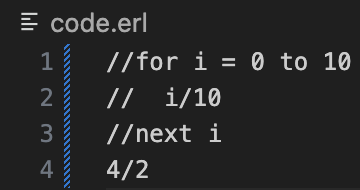 code.erl
1 //for i = 0 to 10
2 //  i/10
3 //next i
4 4/2